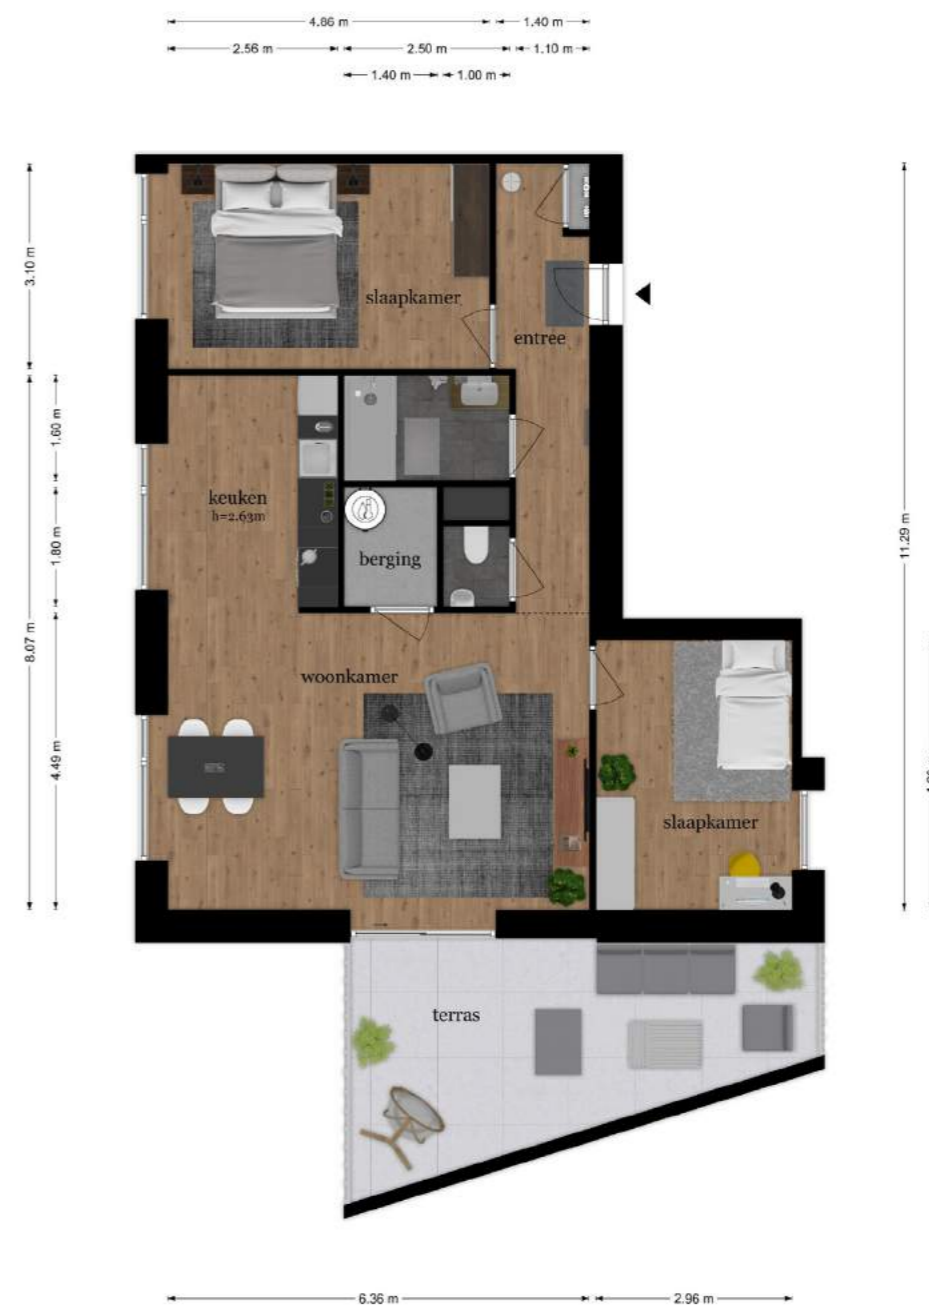 4.86 m
1.40 m
2.56 m
2.50 m
1.10 m
1.40 m
1.00 m
3.10 m
slaapkamer
entree
1.60 m
keuken
h=2.63m
1.80 m
berging
11.29 m
8.07 m
woonkamer
4.49 m
slaapkamer
terras
6.36 m
2.96 m